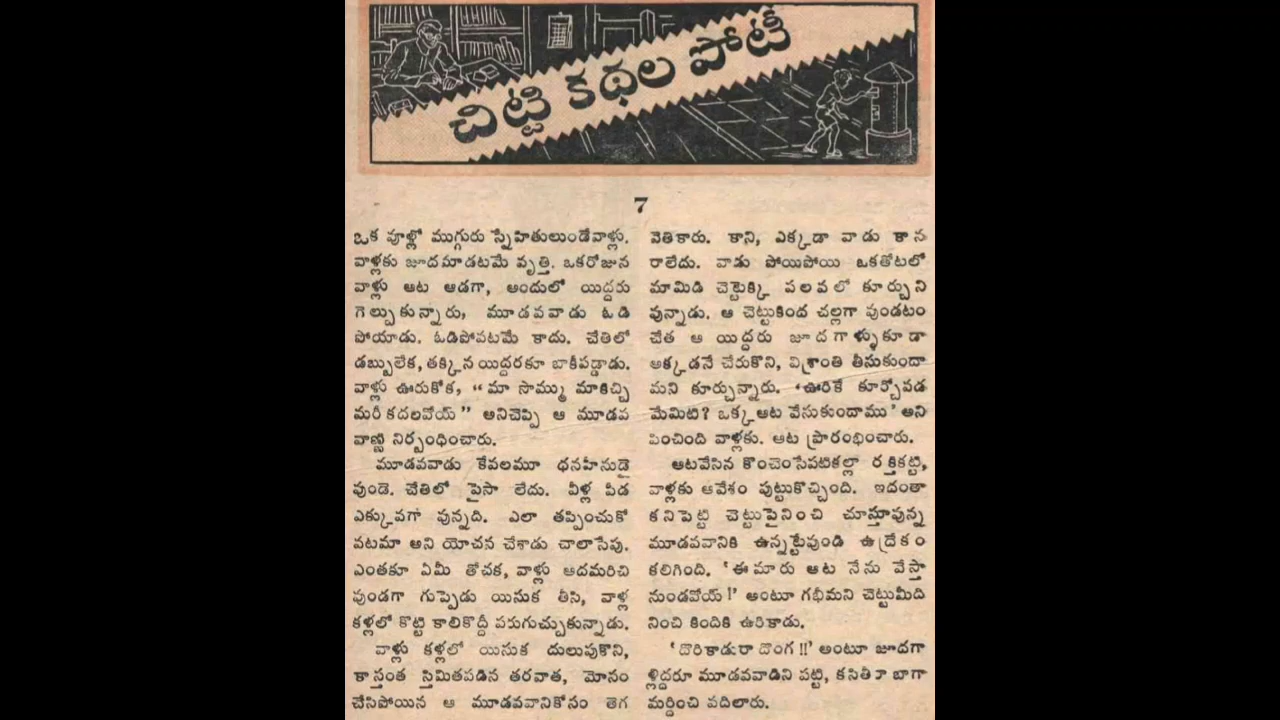 చిట్టి కథల పోటీ
7
ఒక వూళ్లో ముగ్గురు స్నేహితులుండేవాళ్లు.
వాళ్లకు జూదమాడటమే వృత్తి. ఒకరోజున
వాళ్లు ఆట ఆడగా, అందులో యిద్దరు
గెల్చుకున్నారు, మూడవవాడు ఓడి
పోయాడు. ఓడిపోవటమే కాదు. చేతిలో
డబ్బులేక, తక్కిన యిద్దరకూ బాకీపడ్డాడు.
వాళ్లు ఊరుకోక, “మా సొమ్ము మాకిచ్చి
మరి కదలవోయ్” అనిచెప్పి ఆ మూడవ
వాణ్ణి నిర్బంధించారు.
మూడవవాడు కేవలమూ ధనహీనుడై
వుండె. చేతిలో పైసా లేదు. వీళ్ల పిడ
ఎక్కువగా వున్నది. ఎలా తప్పించుకో
వటమా అని యోచన చేశాడు చాలాసేపు.
ఎంతకూ ఏమీ తోచక, వాళ్లు ఆదమరిచి
వుండగా గుప్పెడు యినుక తీసి, వాళ్ల
కళ్లలో కొట్టి కాలికొద్దీ పరుగుచ్చుకున్నాడు.
వాళ్లు కళ్లలో యిసుక దులుపుకొని,
కాస్తంత స్తిమితపడిన తరవాత, మోసం
చేసిపోయిన ఆ మూడవవానికోసం తెగ
వెతికారు. కాని, ఎక్కడా వాడు కాన
రాలేదు. వాడు పోయిపోయి ఒకతోటలో
మామిడి చెట్టెక్కి పలవలో కూర్చుని
వున్నాడు. ఆ చెట్టుకింద చల్లగా వుండటం
చేత ఆ యిద్దరు జూదగాళ్ళుకూడా
అక్కడనే చేరుకొని, విశ్రాంతి తీసుకుందా
మని కూర్చున్నారు. ‘ఊరికే కూర్చోవడ
మేమిటి? ఒక్క ఆట వేసుకుందాము’ అని
పించింది వాళ్లకు. ఆట ప్రారంభించారు.
ఆటవేసిన కొంచెంసేపటికల్లా రక్తికట్టి,
వాళ్లకు ఆవేశం పుట్టుకొచ్చింది. ఇదంతా
కనిపెట్టి చెట్టుపైనించి చూస్తూవున్న
మూడవవానికి ఉన్నట్టేవుండి ఉద్రేకం
కలిగింది. ‘ఈమారు ఆట నేను వేస్తా
నుండవోయ్!’ అంటూ గభీమని చెట్టుమీది
నించి కిందికి ఉరికాడు.
‘దొరికాడురా దొంగ!!’ అంటూ జూదగా
ళ్లిద్దరూ మూడవవాడిని పట్టి, కసితీరా బాగా
మర్దించి వదిలారు.